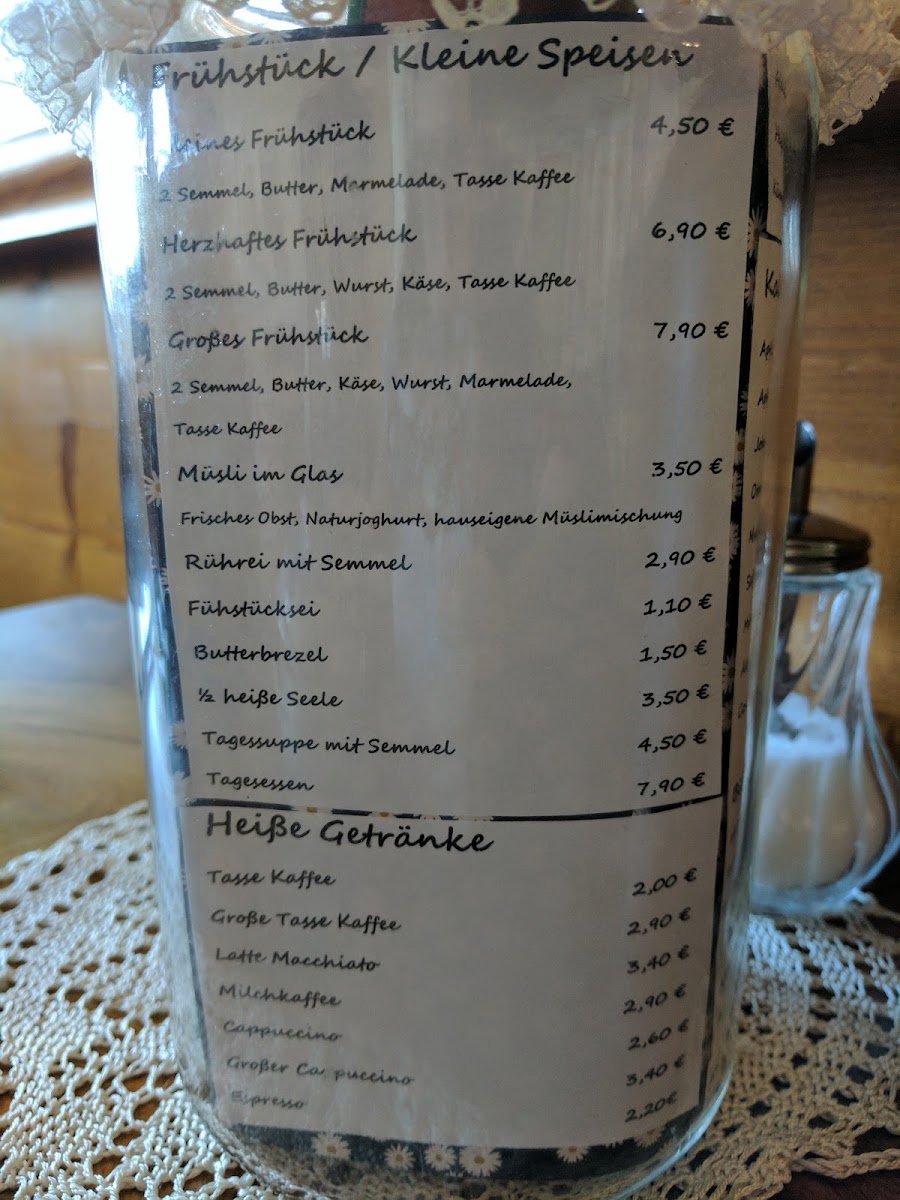 Frühstück / Kleine Speisen
Kleines Frühstück 4,50 €
2 Semmel, Butter, Marmelade, Tasse Kaffee
Herzhaftes Frühstück 6,90 €
2 Semmel, Butter, Wurst, Käse, Tasse Kaffee
Großes Frühstück 7,90 €
2 Semmel, Butter, Käse, Wurst, Marmelade,
Tasse Kaffee
Müsli im Glas 3,50 €
Frisches Obst, Naturjoghurt, hauseigene Müslimischung
Rührei mit Semmel 2,90 €
Fühstücksei 1,10 €
Butterbrezel 1,50 €
½ heiße Seele 3,50 €
Tagessuppe mit Semmel 4,50 €
Tagesessen 7,90 €
Heiße Getränke
Tasse Kaffee 2,00 €
Große Tasse Kaffee 2,90 €
Latte Macchiato 3,40 €
Milchkaffee 2,90 €
Cappuccino 2,60 €
Großer Cappuccino 3,40 €
Espresso 2,20€